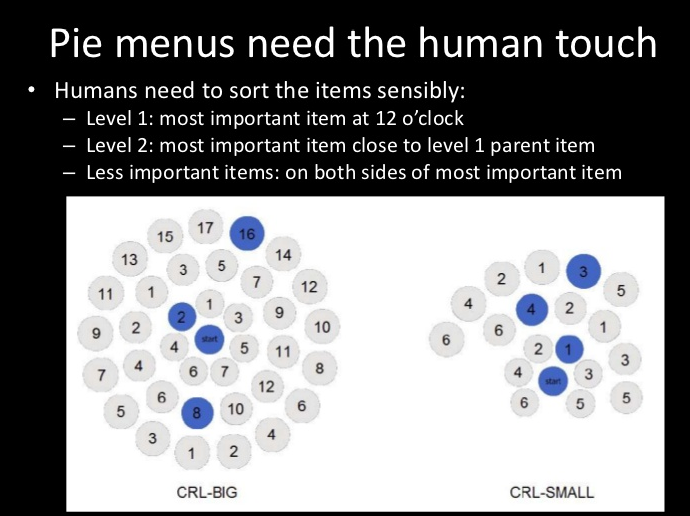 Pie menus need the human touch
• Humans need to sort the items sensibly:
– Level 1: most important item at 12 o’clock
– Level 2: most important item close to level 1 parent item
– Less important items: on both sides of most important item
15 17 16
13 3 5 14
11 1 7 12
2 1 3 9
9 2 start 10
4 5 11
7 4 6 7 8
6 12
5 8 10 6
3 4
1 2
CRL-BIG
2 1 3
4 4 2 5
6 6 1
2 1 3
4 start 3
6 5 5
CRL-SMALL